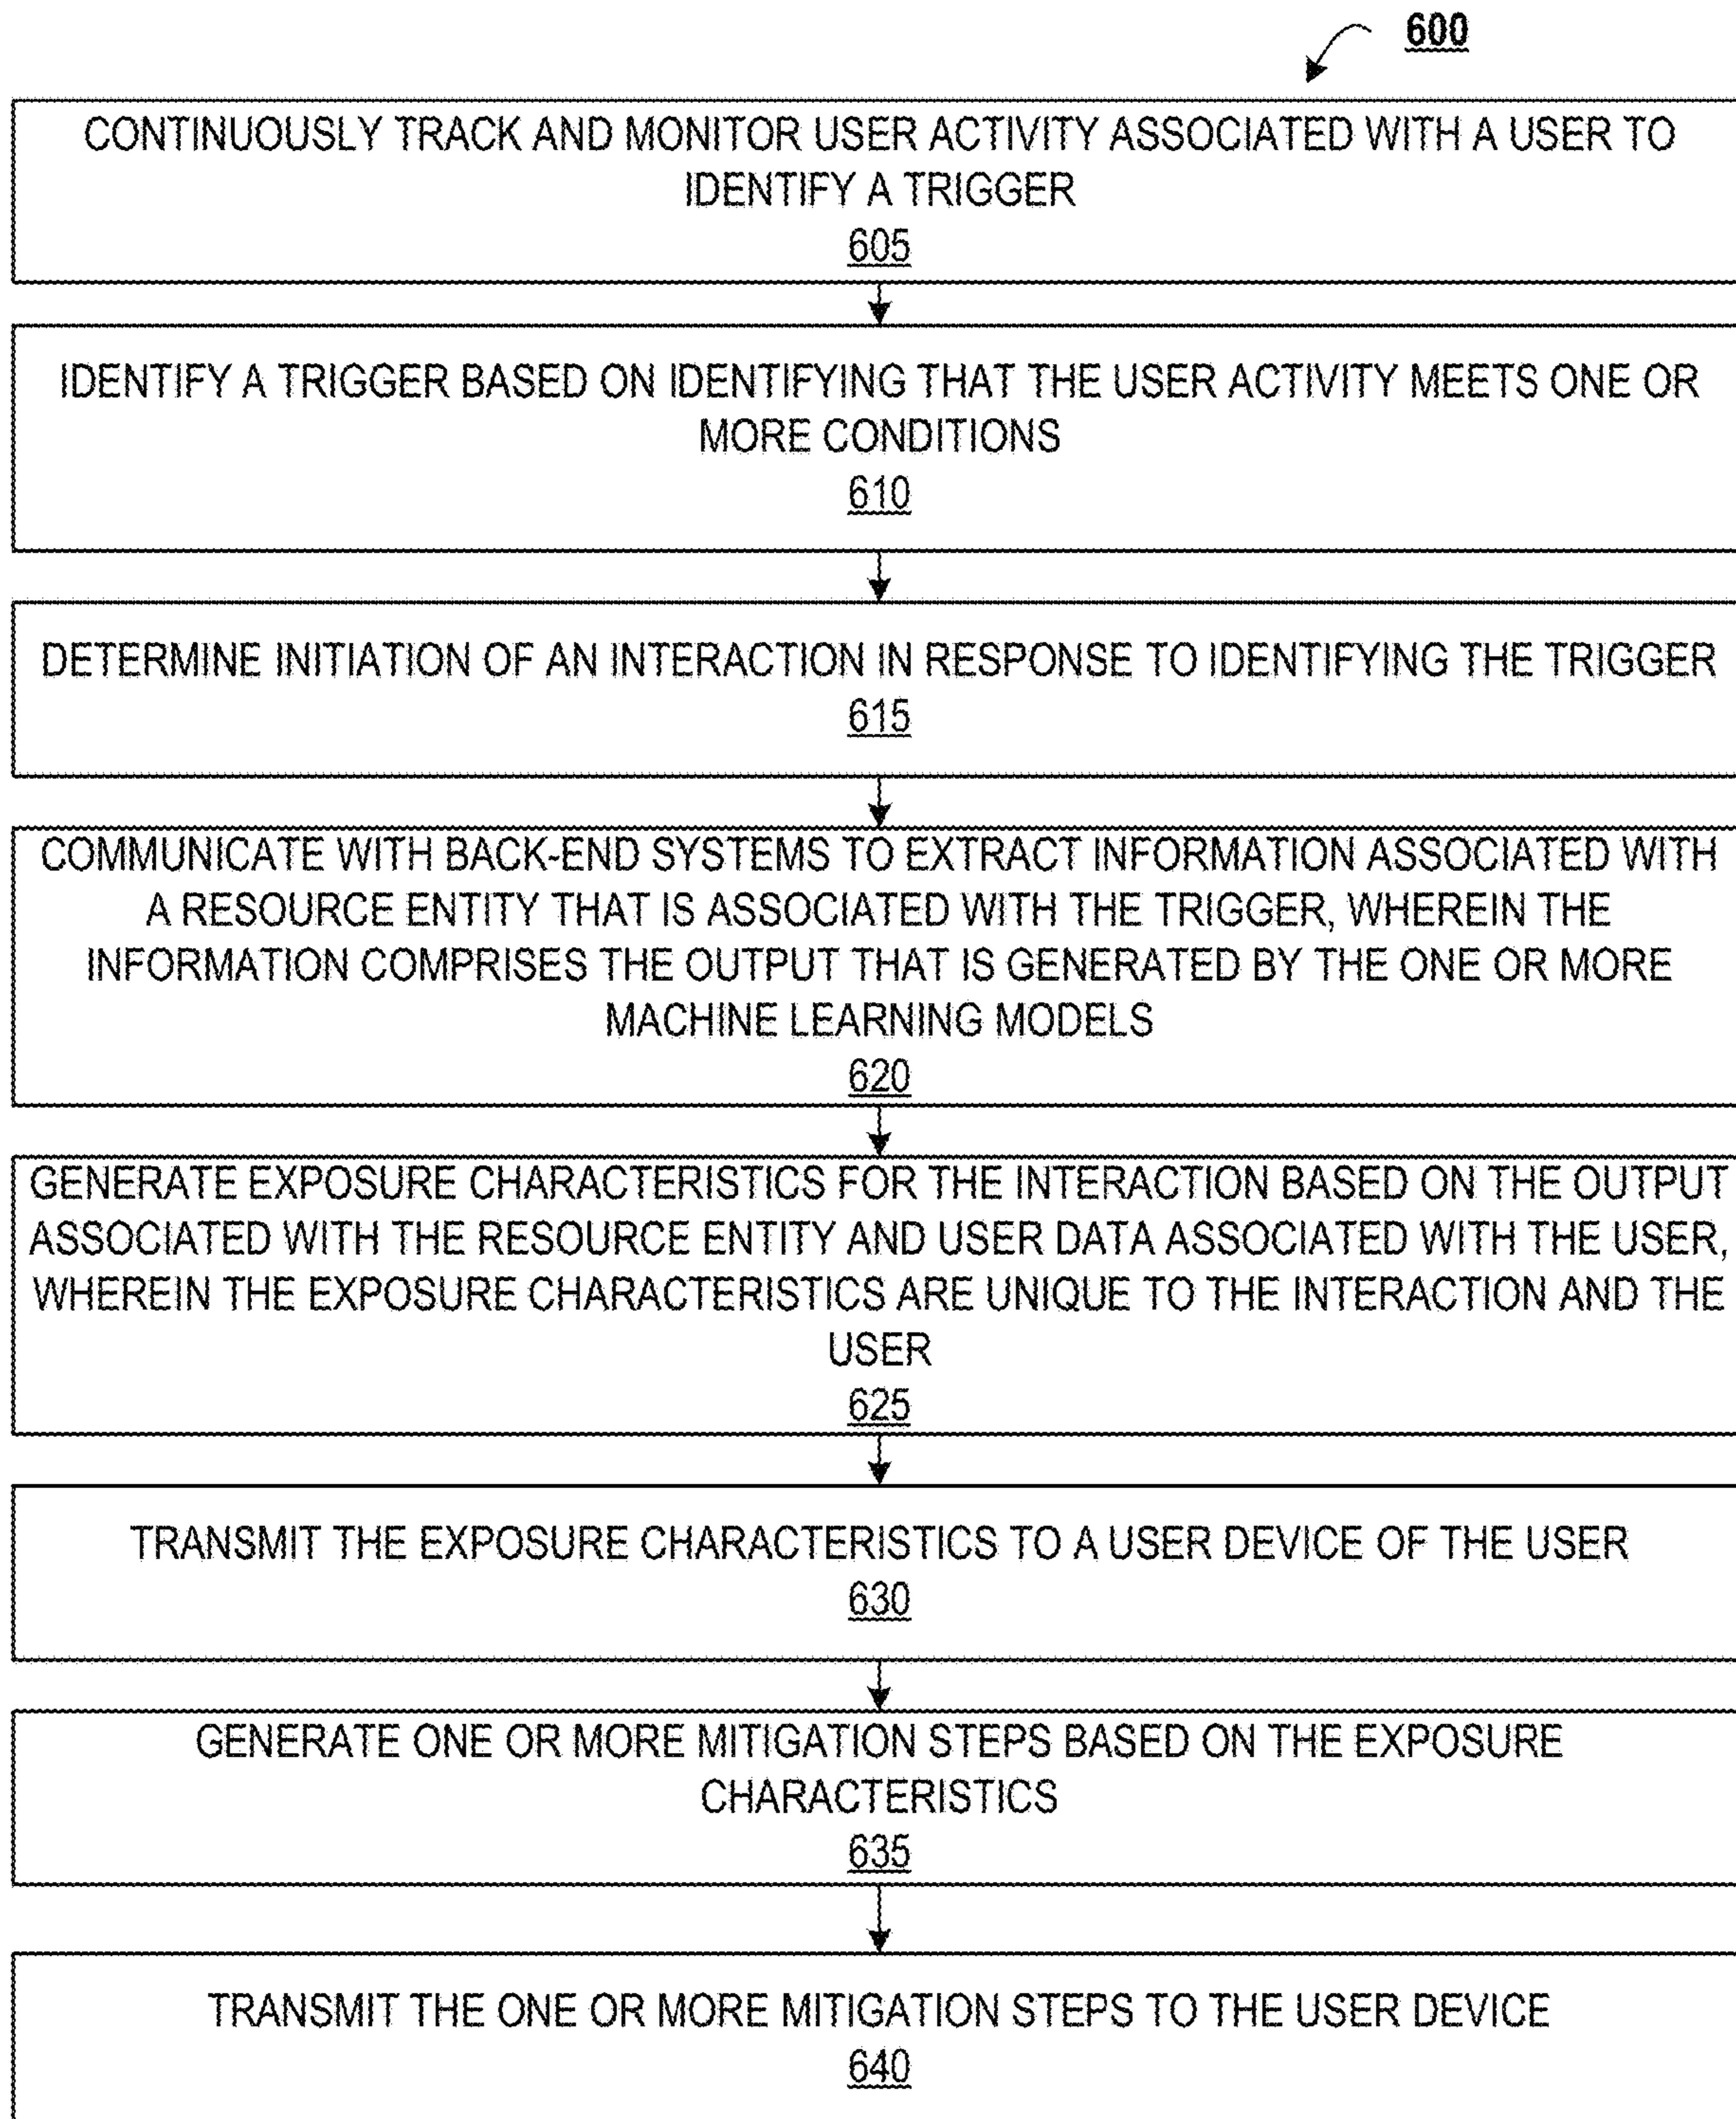 600
CONTINUOUSLY TRACK AND MONITOR USER ACTIVITY ASSOCIATED WITH A USER TO
IDENTIFY A TRIGGER
605
IDENTIFY A TRIGGER BASED ON IDENTIFYING THAT THE USER ACTIVITY MEETS ONE OR
MORE CONDITIONS
610
DETERMINE INITIATION OF AN INTERACTION IN RESPONSE TO IDENTIFYING THE TRIGGER
615
COMMUNICATE WITH BACK-END SYSTEMS TO EXTRACT INFORMATION ASSOCIATED WITH
A RESOURCE ENTITY THAT IS ASSOCIATED WITH THE TRIGGER, WHEREIN THE
INFORMATION COMPRISES THE OUTPUT THAT IS GENERATED BY THE ONE OR MORE
MACHINE LEARNING MODELS
620
GENERATE EXPOSURE CHARACTERISTICS FOR THE INTERACTION BASED ON THE OUTPUT
ASSOCIATED WITH THE RESOURCE ENTITY AND USER DATA ASSOCIATED WITH THE USER,
WHEREIN THE EXPOSURE CHARACTERISTICS ARE UNIQUE TO THE INTERACTION AND THE
USER
625
TRANSMIT THE EXPOSURE CHARACTERISTICS TO A USER DEVICE OF THE USER
630
GENERATE ONE OR MORE MITIGATION STEPS BASED ON THE EXPOSURE
CHARACTERISTICS
635
TRANSMIT THE ONE OR MORE MITIGATION STEPS TO THE USER DEVICE
640